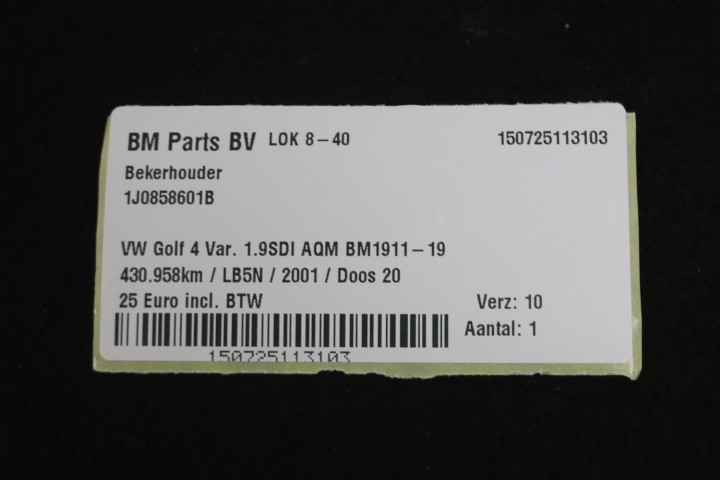 BM Parts BV LOK 8-40 150725113103
Bekerhouder
1J0858601B
VW Golf 4 Var. 1.9SDI AQM BM1911-19
430.958km / LB5N / 2001 / Doos 20
25 Euro incl. BTW Verz: 10
Aantal: 1
150725113103